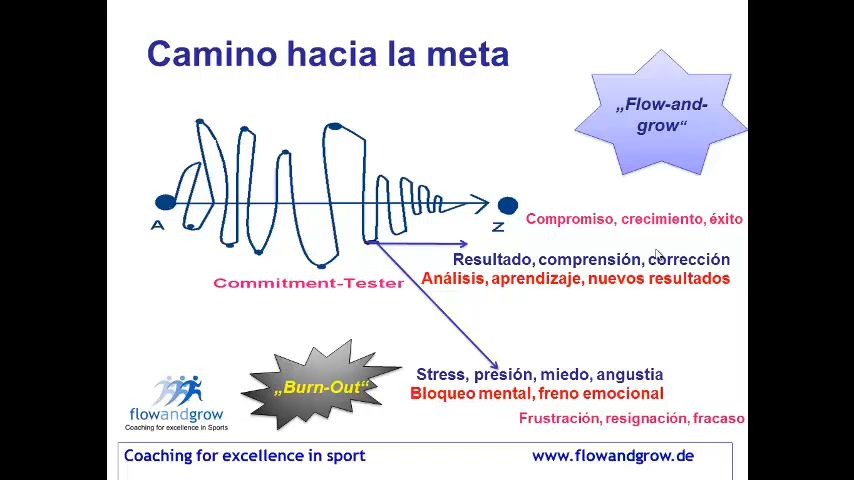 Camino hacia la meta
„Flow-and-
grow“
A
Z
Compromiso, crecimiento, éxito
Resultado, comprensión, corrección
Análisis, aprendizaje, nuevos resultados
Commitment-Tester
Stress, presión, miedo, angustia
Bloqueo mental, freno emocional
„Burn-Out“
Frustración, resignación, fracaso
flowandgrow
Coaching for excellence in Sports
Coaching for excellence in sport
www.flowandgrow.de